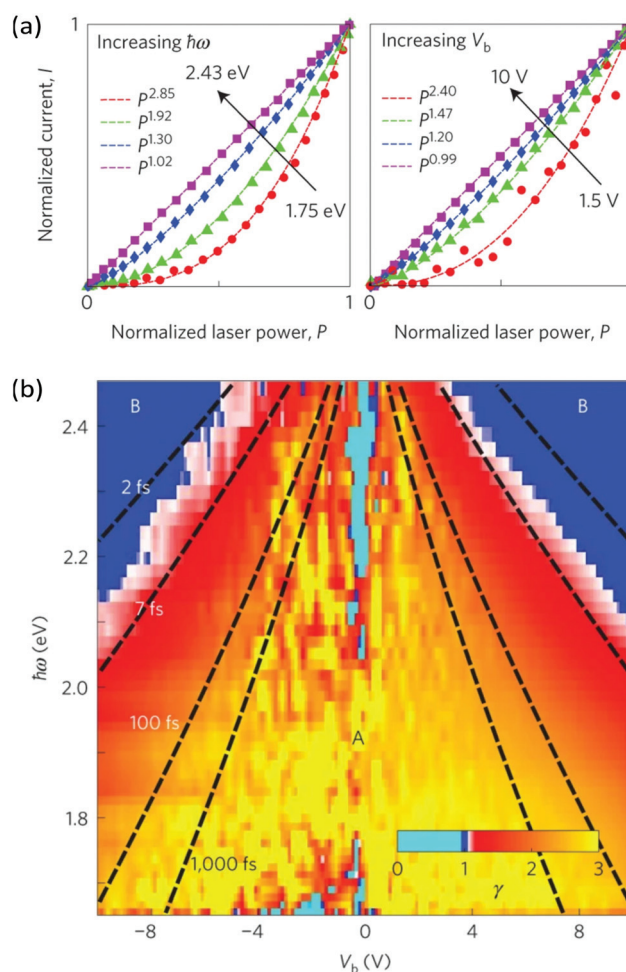 (a)
Increasing ħω
2.43 eV
P^2.85
P^1.92
P^1.30
P^1.02
1.75 eV
Normalized current, I
1
0
1
Normalized laser power, P
Increasing V_b
10 V
P^2.40
P^1.47
P^1.20
P^0.99
1.5 V
0
Normalized laser power, P
(b)
B
B
2 fs
7 fs
100 fs
1,000 fs
A
ħω (eV)
2.4
2.2
2.0
1.8
0 1 2 3
γ
−8 −4 0 4 8
V_b (V)